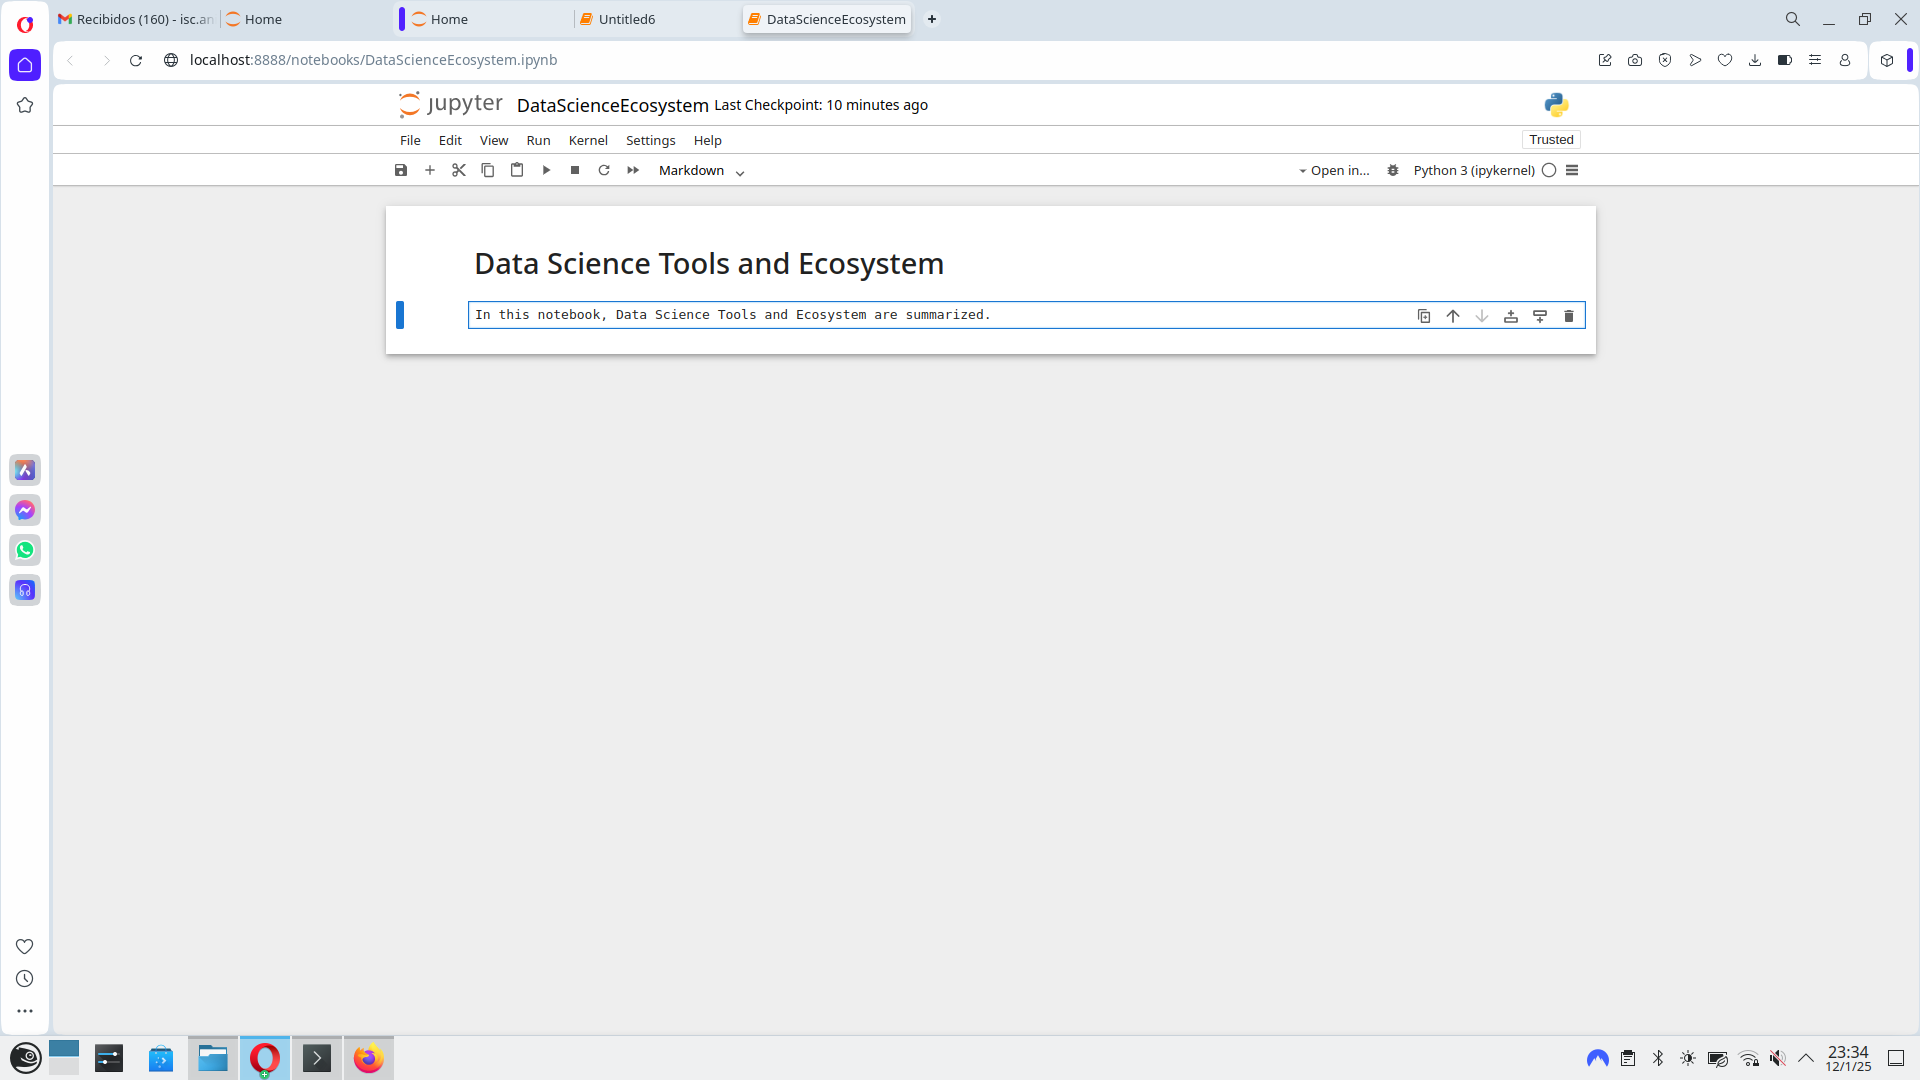 Recibidos (160) - isc.an
Home
Home
Untitled6
DataScienceEcosystem
localhost:8888/notebooks/DataScienceEcosystem.ipynb
jupyter DataScienceEcosystem Last Checkpoint: 10 minutes ago
File Edit View Run Kernel Settings Help
Trusted
Markdown
Open in...
Python 3 (ipykernel)
Data Science Tools and Ecosystem
In this notebook, Data Science Tools and Ecosystem are summarized.
23:34
12/1/25